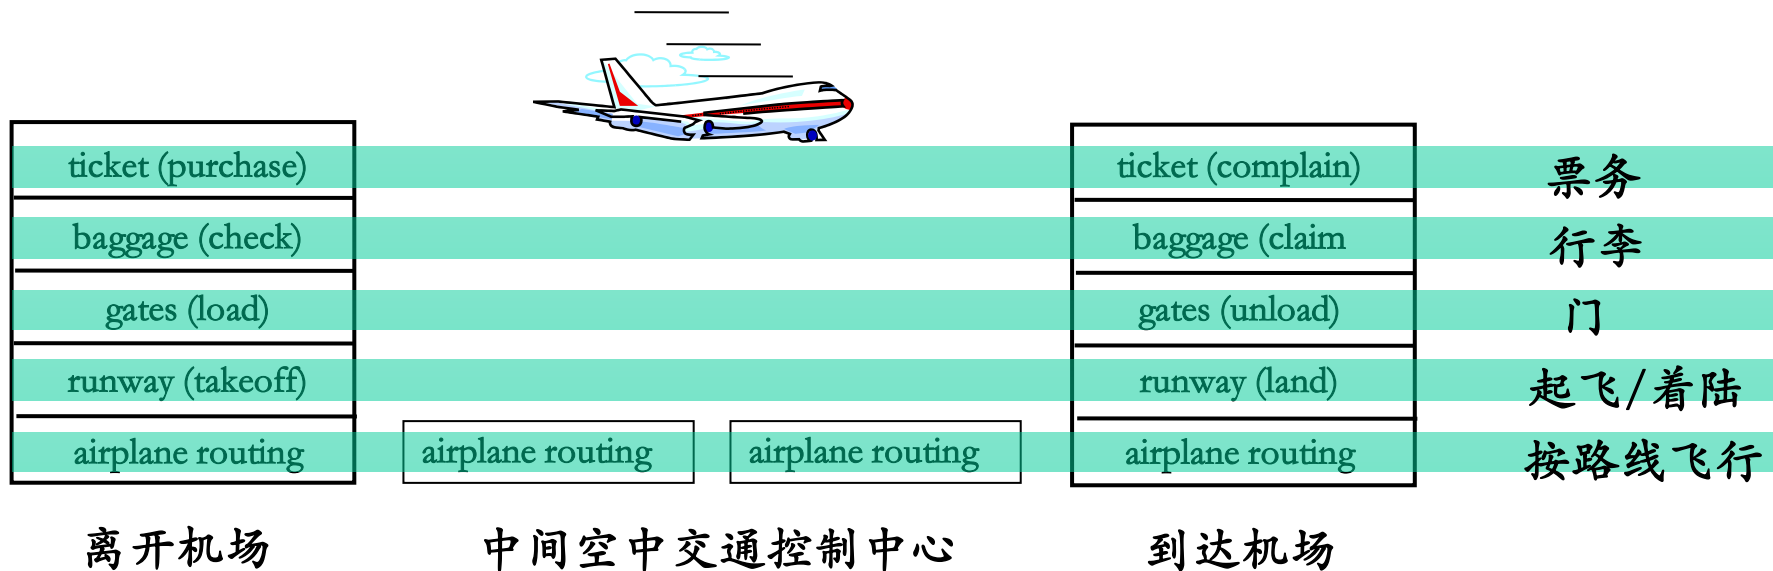 ticket (purchase) ticket (complain) 票务
baggage (check) baggage (claim 行李
gates (load) gates (unload) 门
runway (takeoff) runway (land) 起飞/着陆
airplane routing airplane routing airplane routing airplane routing 按路线飞行
离开机场 中间空中交通控制中心 到达机场